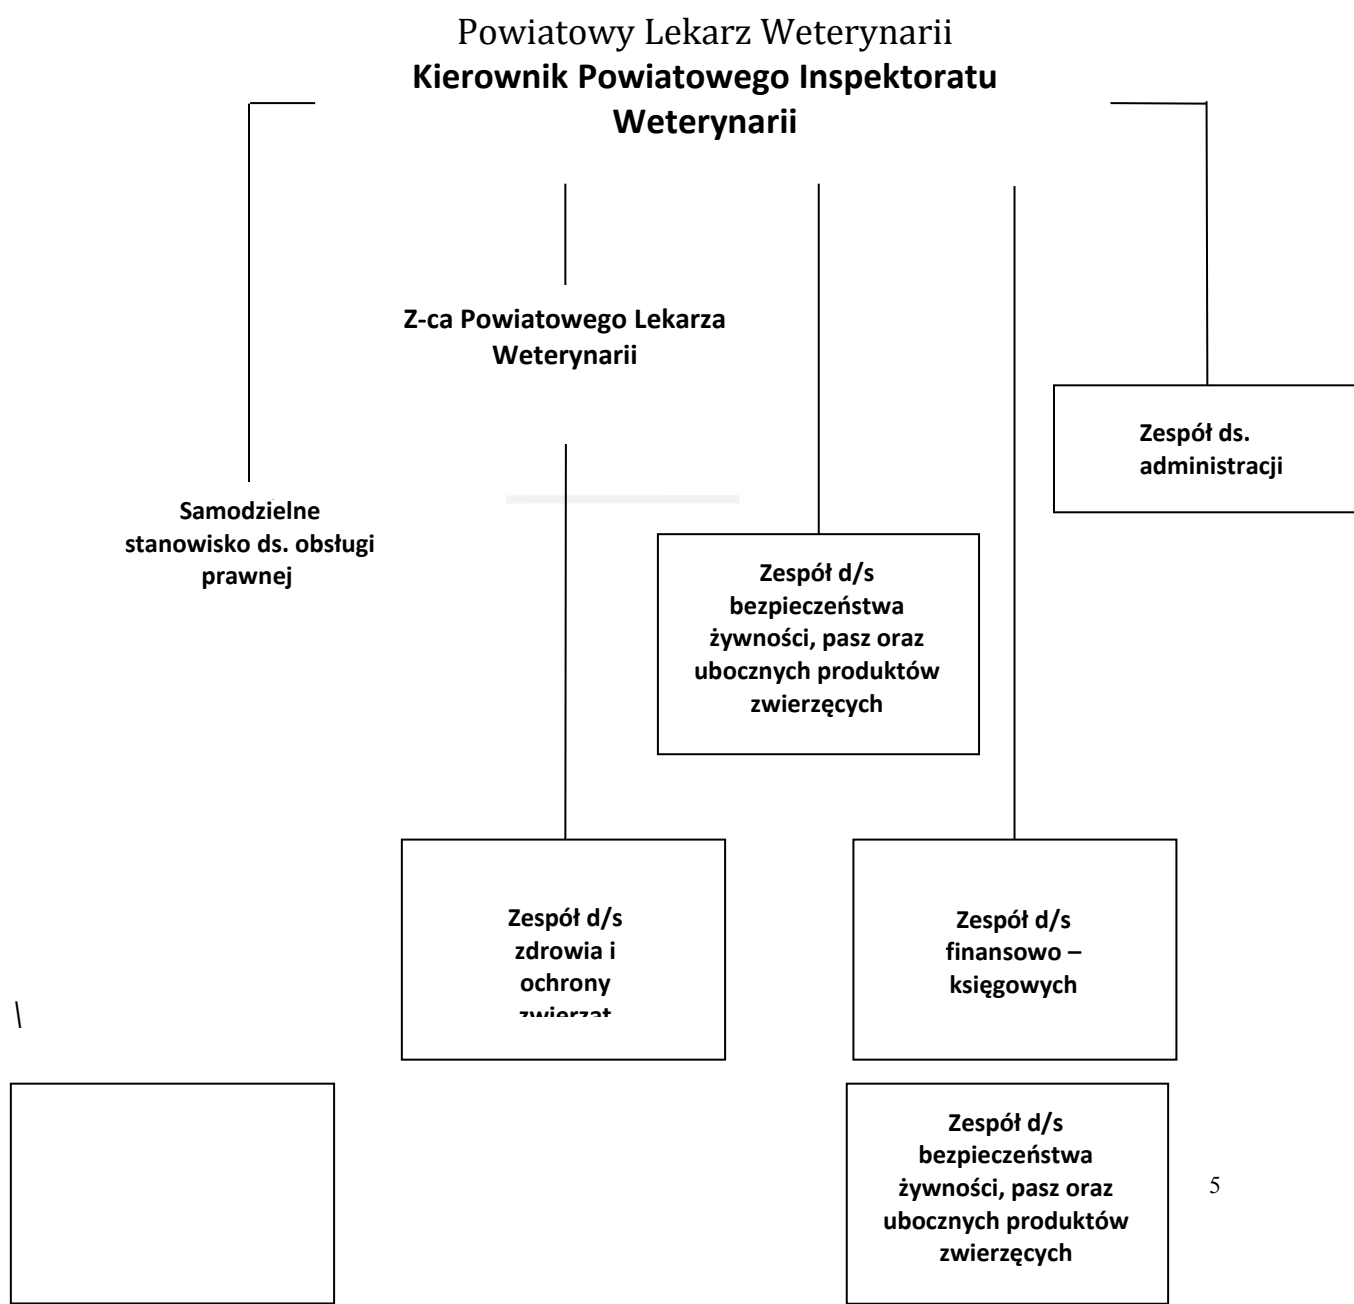 Powiatowy Lekarz Weterynarii
Kierownik Powiatowego Inspektoratu
Weterynarii
Z-ca Powiatowego Lekarza
Weterynarii
Zespół ds.
administracji
Samodzielne
stanowisko ds. obsługi
prawnej
Zespół d/s
bezpieczeństwa
żywności, pasz oraz
ubocznych produktów
zwierzęcych
Zespół d/s
zdrowia i
ochrony
zwierząt
Zespół d/s
finansowo –
księgowych
\
Zespół d/s
bezpieczeństwa
żywności, pasz oraz
ubocznych produktów
zwierzęcych
5